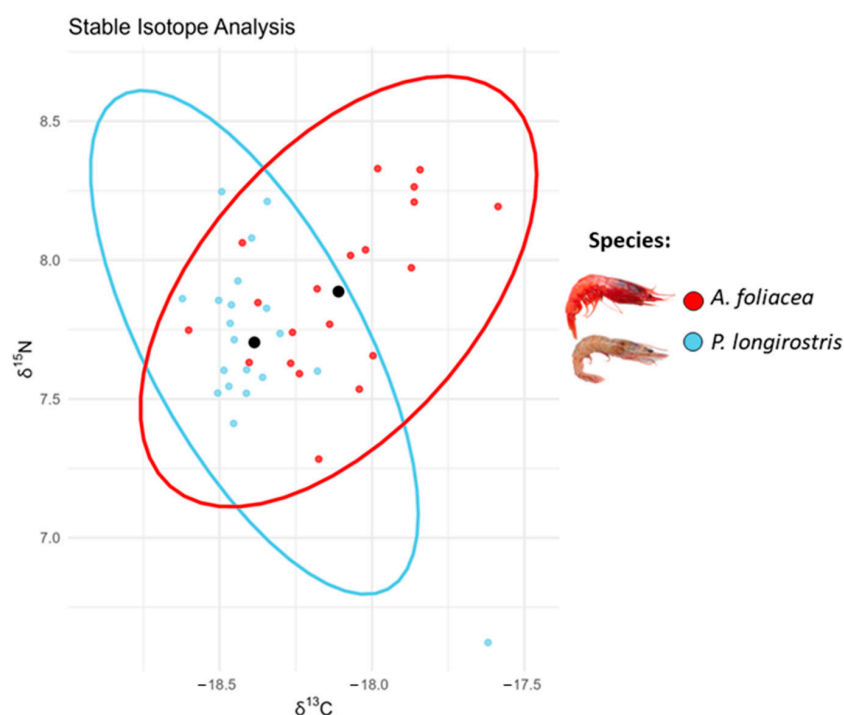 Stable Isotope Analysis
8.5
8.0
7.5
7.0
δ15N
−18.5
−18.0
−17.5
δ13C
Species:
A. foliacea
P. longirostris